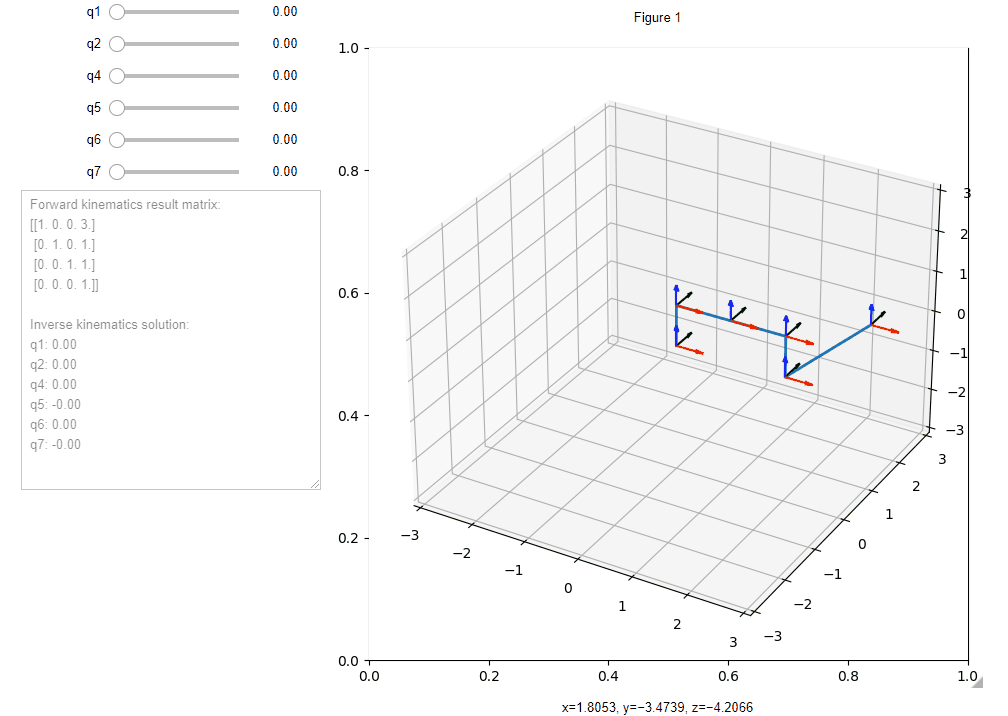 q1 0.00
q2 0.00
q4 0.00
q5 0.00
q6 0.00
q7 0.00
Forward kinematics result matrix:
[[1. 0. 0. 3.]
[0. 1. 0. 1.]
[0. 0. 1. 1.]
[0. 0. 0. 1.]]
Inverse kinematics solution:
q1: 0.00
q2: 0.00
q4: 0.00
q5: -0.00
q6: 0.00
q7: -0.00
Figure 1
1.0
0.8
0.6
0.4
0.2
0.0
0.0 0.2 0.4 0.6 0.8 1.0
−3
−2
−1
0
1
2
3
−3
−2
−1
0
1
2
3
3
2
1
0
−1
−2
−3
x=1.8053, y=−3.4739, z=−4.2066